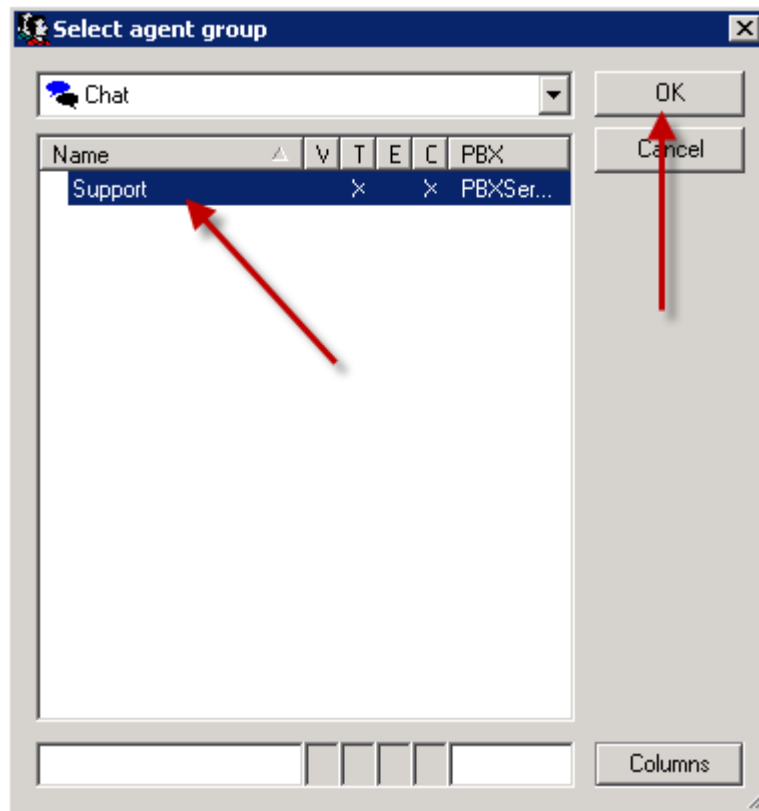 Select agent group
Chat
OK
Cancel
Name V T E C PBX
Support X X PBXSer...
Columns